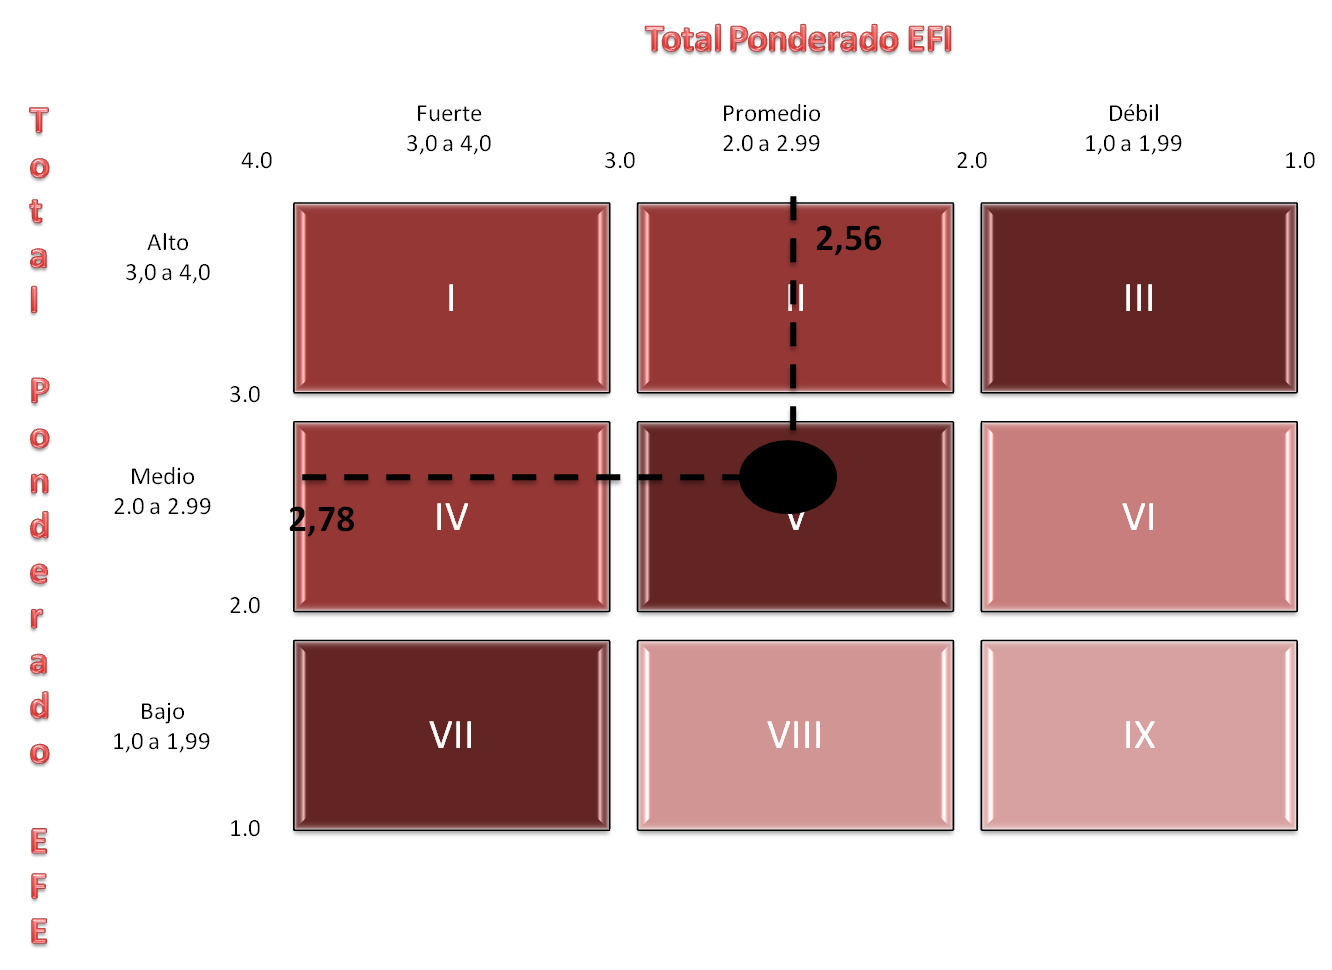 Total Ponderado EFI
Fuerte
3,0 a 4,0
Promedio
2.0 a 2.99
Débil
1,0 a 1,99
4.0
3.0
2.0
1.0
Total Ponderado EFE
Alto
3,0 a 4,0
2,56
I
II
III
3.0
Medio
2.0 a 2.99
2,78
IV
V
VI
2.0
Bajo
1,0 a 1,99
VII
VIII
IX
1.0